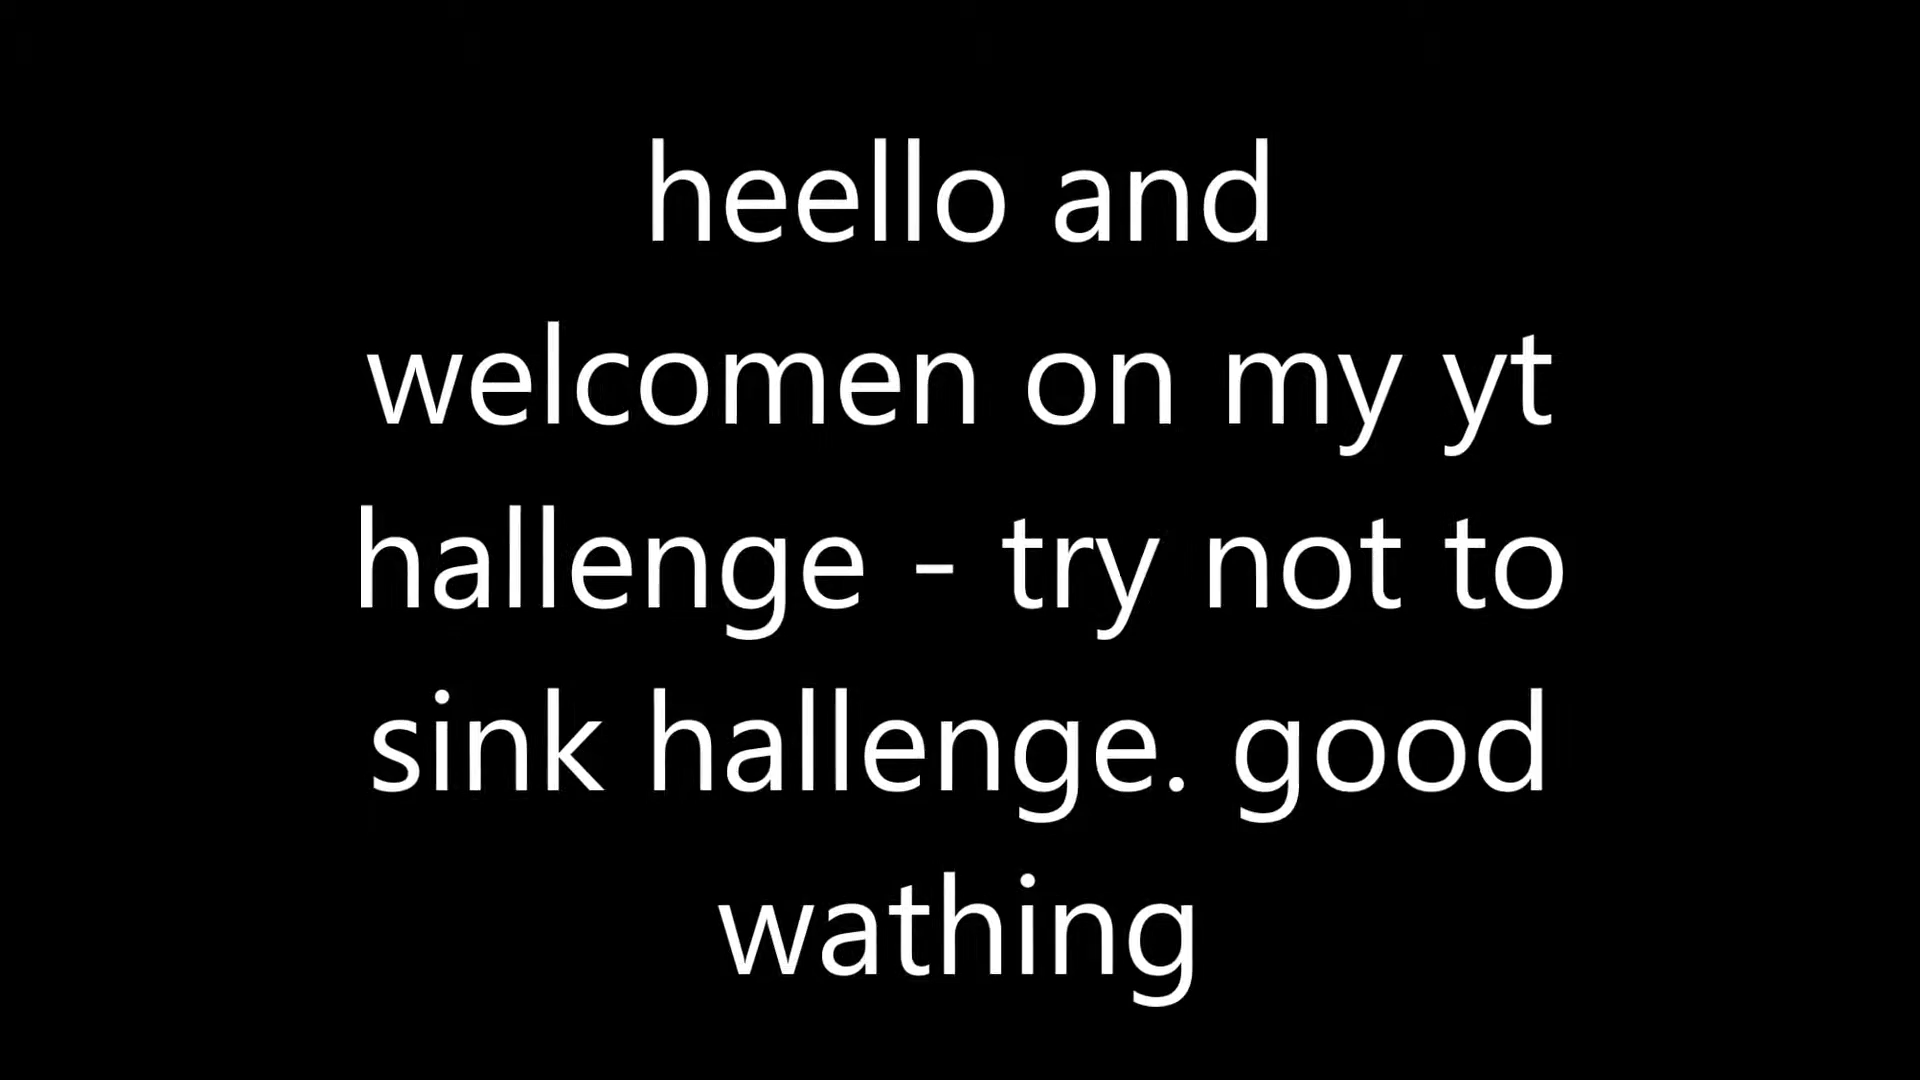 heello and
welcomen on my yt
hallenge - try not to
sink hallenge. good
wathing